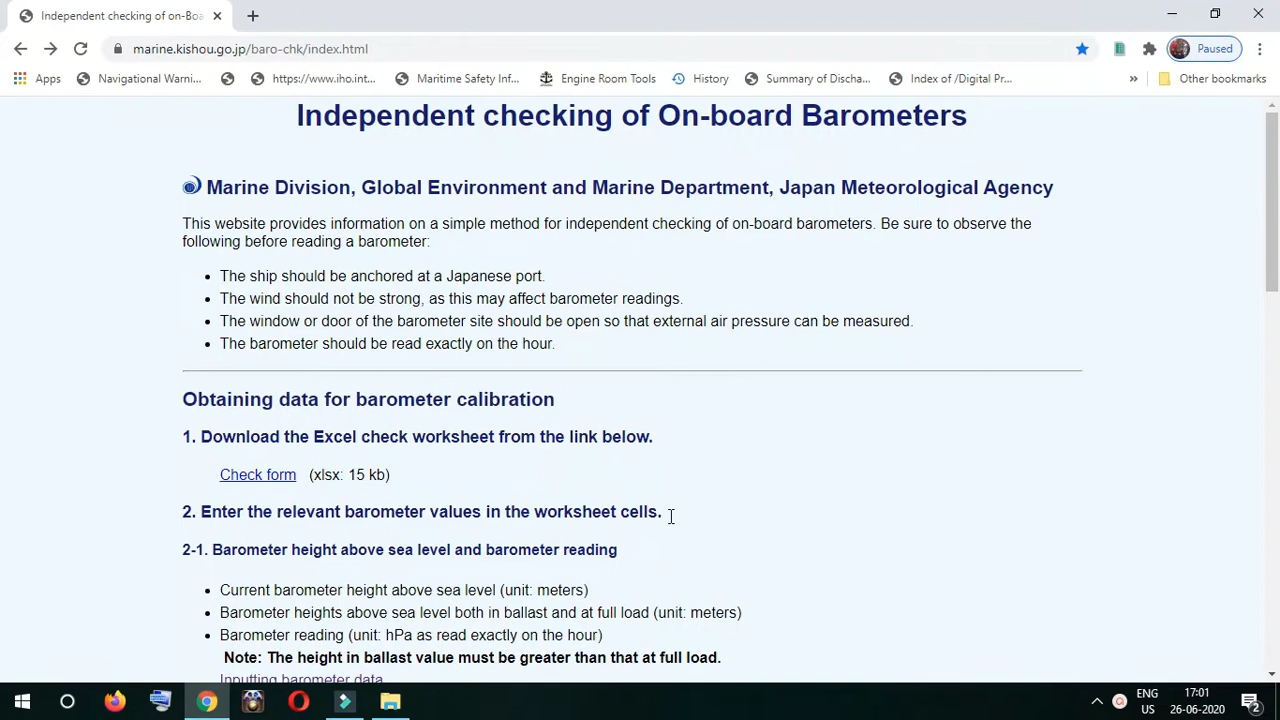 Independent checking of on-Boa
marine.kishou.go.jp/baro-chk/index.html
Paused
Apps
Navigational Warni...
https://www.iho.int...
Maritime Safety Inf...
Engine Room Tools
History
Summary of Discha...
Index of /Digital Pr...
»
Other bookmarks
Independent checking of On-board Barometers
Marine Division, Global Environment and Marine Department, Japan Meteorological Agency
This website provides information on a simple method for independent checking of on-board barometers. Be sure to observe the
following before reading a barometer:
• The ship should be anchored at a Japanese port.
• The wind should not be strong, as this may affect barometer readings.
• The window or door of the barometer site should be open so that external air pressure can be measured.
• The barometer should be read exactly on the hour.
Obtaining data for barometer calibration
1. Download the Excel check worksheet from the link below.
Check form (xlsx: 15 kb)
2. Enter the relevant barometer values in the worksheet cells.
2-1. Barometer height above sea level and barometer reading
• Current barometer height above sea level (unit: meters)
• Barometer heights above sea level both in ballast and at full load (unit: meters)
• Barometer reading (unit: hPa as read exactly on the hour)
Note: The height in ballast value must be greater than that at full load.
Inputting barometer data
ENG
US
17:01
26-06-2020
2